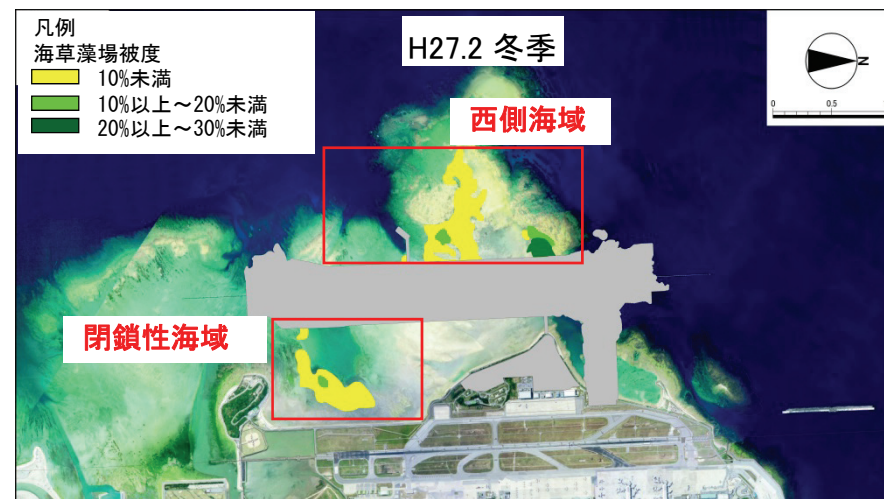 凡例
海草藻場被度
10%未満
10%以上～20%未満
20%以上～30%未満
H27.2 冬季
N
0 0.5
西側海域
閉鎖性海域